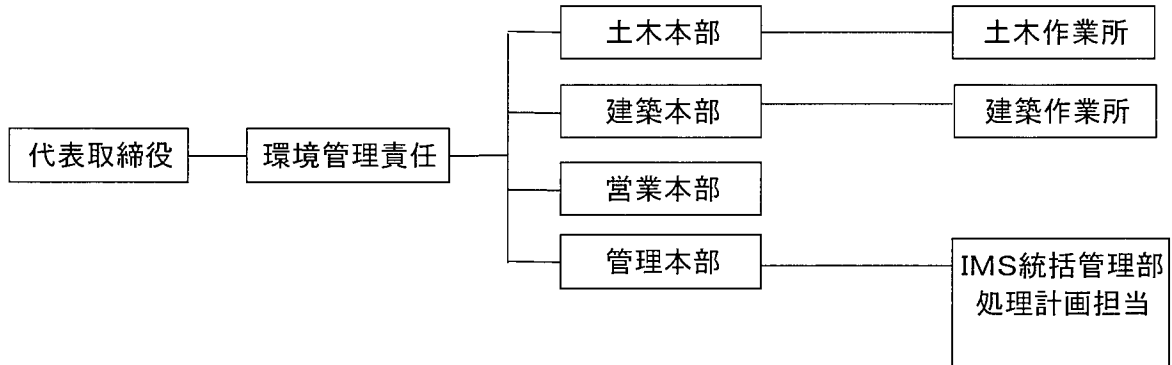 土木本部
土木作業所
建築本部
建築作業所
代表取締役
環境管理責任
営業本部
管理本部
IMS統括管理部
処理計画担当